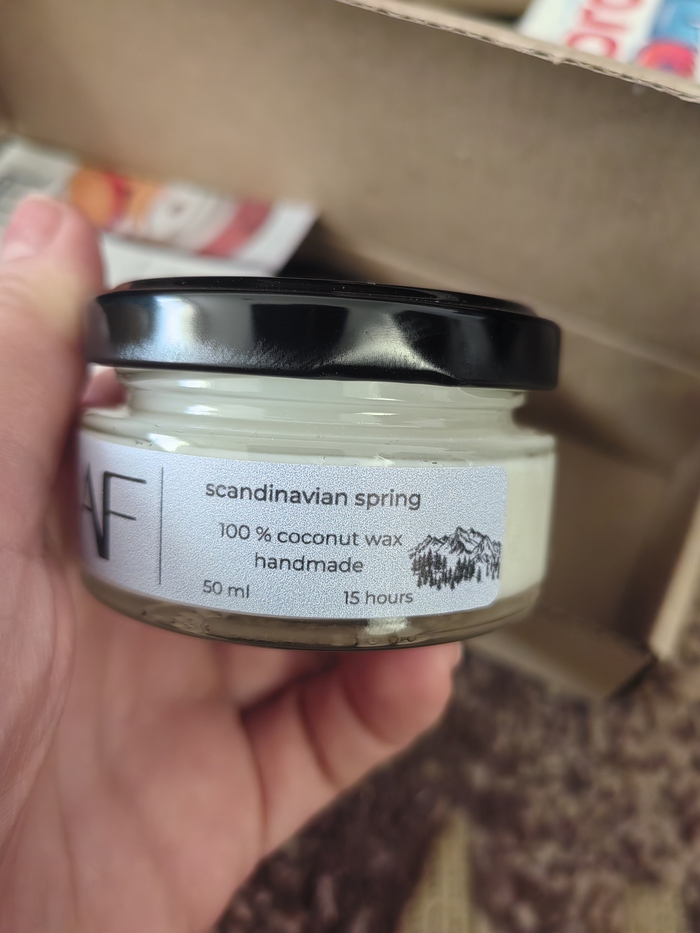 AF
scandinavian spring
100 % coconut wax
handmade
50 ml 15 hours